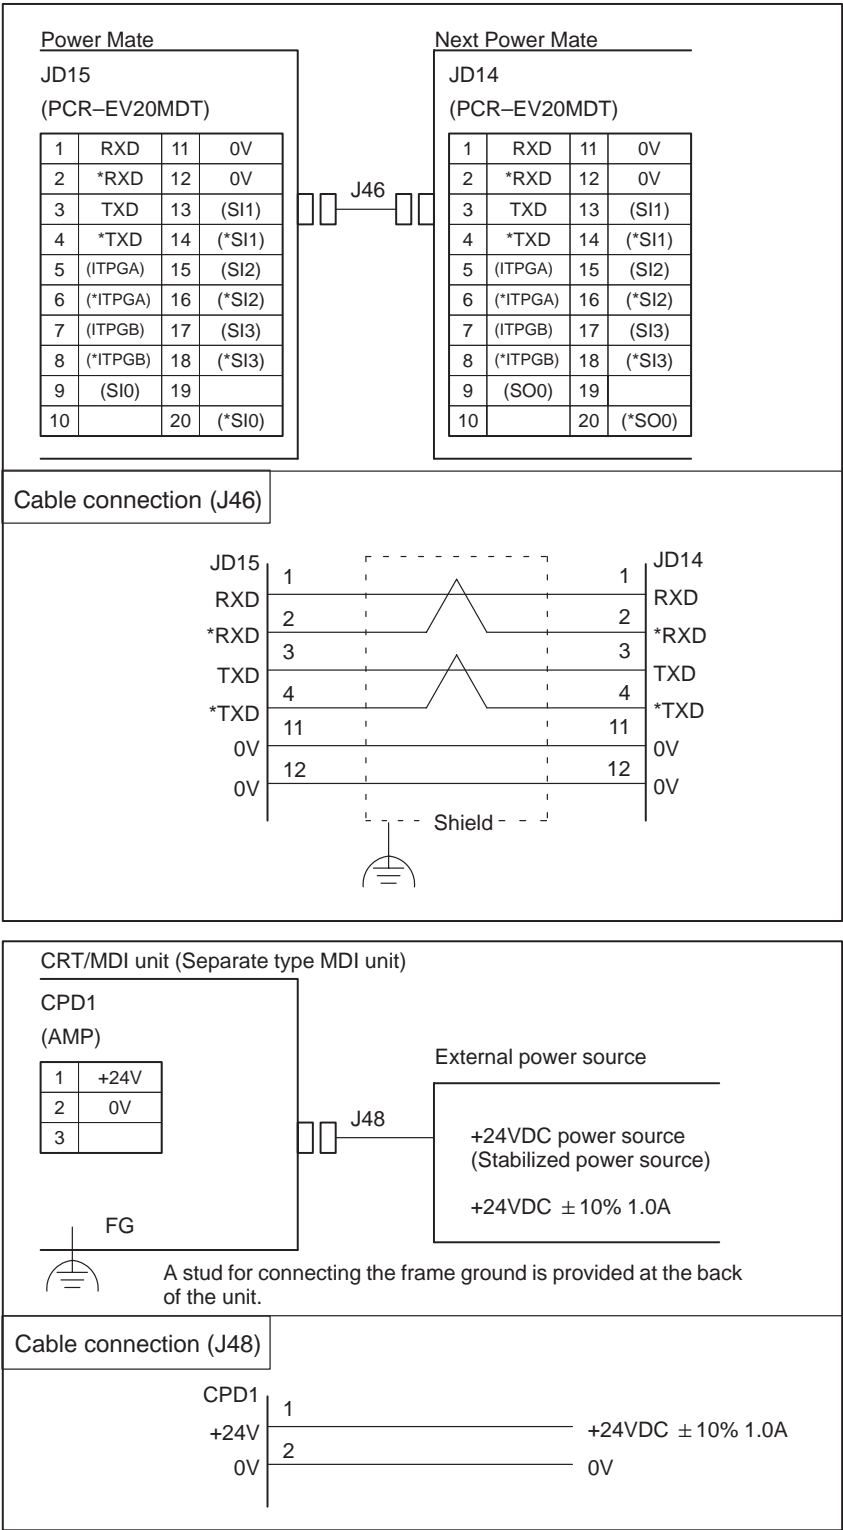 Power Mate
Next Power Mate
JD15
(PCR–EV20MDT)
1 RXD 11 0V
2 *RXD 12 0V
3 TXD 13 (SI1)
4 *TXD 14 (*SI1)
5 (ITPGA) 15 (SI2)
6 (*ITPGA) 16 (*SI2)
7 (ITPGB) 17 (SI3)
8 (*ITPGB) 18 (*SI3)
9 (SI0) 19
10 20 (*SI0)
J46
JD14
(PCR–EV20MDT)
1 RXD 11 0V
2 *RXD 12 0V
3 TXD 13 (SI1)
4 *TXD 14 (*SI1)
5 (ITPGA) 15 (SI2)
6 (*ITPGA) 16 (*SI2)
7 (ITPGB) 17 (SI3)
8 (*ITPGB) 18 (*SI3)
9 (SO0) 19
10 20 (*SO0)
Cable connection (J46)
JD15 JD14
1 1
RXD RXD
2 2
*RXD *RXD
3 3
TXD TXD
4 4
*TXD *TXD
11 11
0V 0V
12 12
0V 0V
Shield
CRT/MDI unit (Separate type MDI unit)
CPD1
(AMP)
1 +24V
2 0V
3
J48
External power source
+24VDC power source
(Stabilized power source)
+24VDC ±10% 1.0A
FG
A stud for connecting the frame ground is provided at the back
of the unit.
Cable connection (J48)
CPD1
1
+24V +24VDC ±10% 1.0A
2
0V 0V